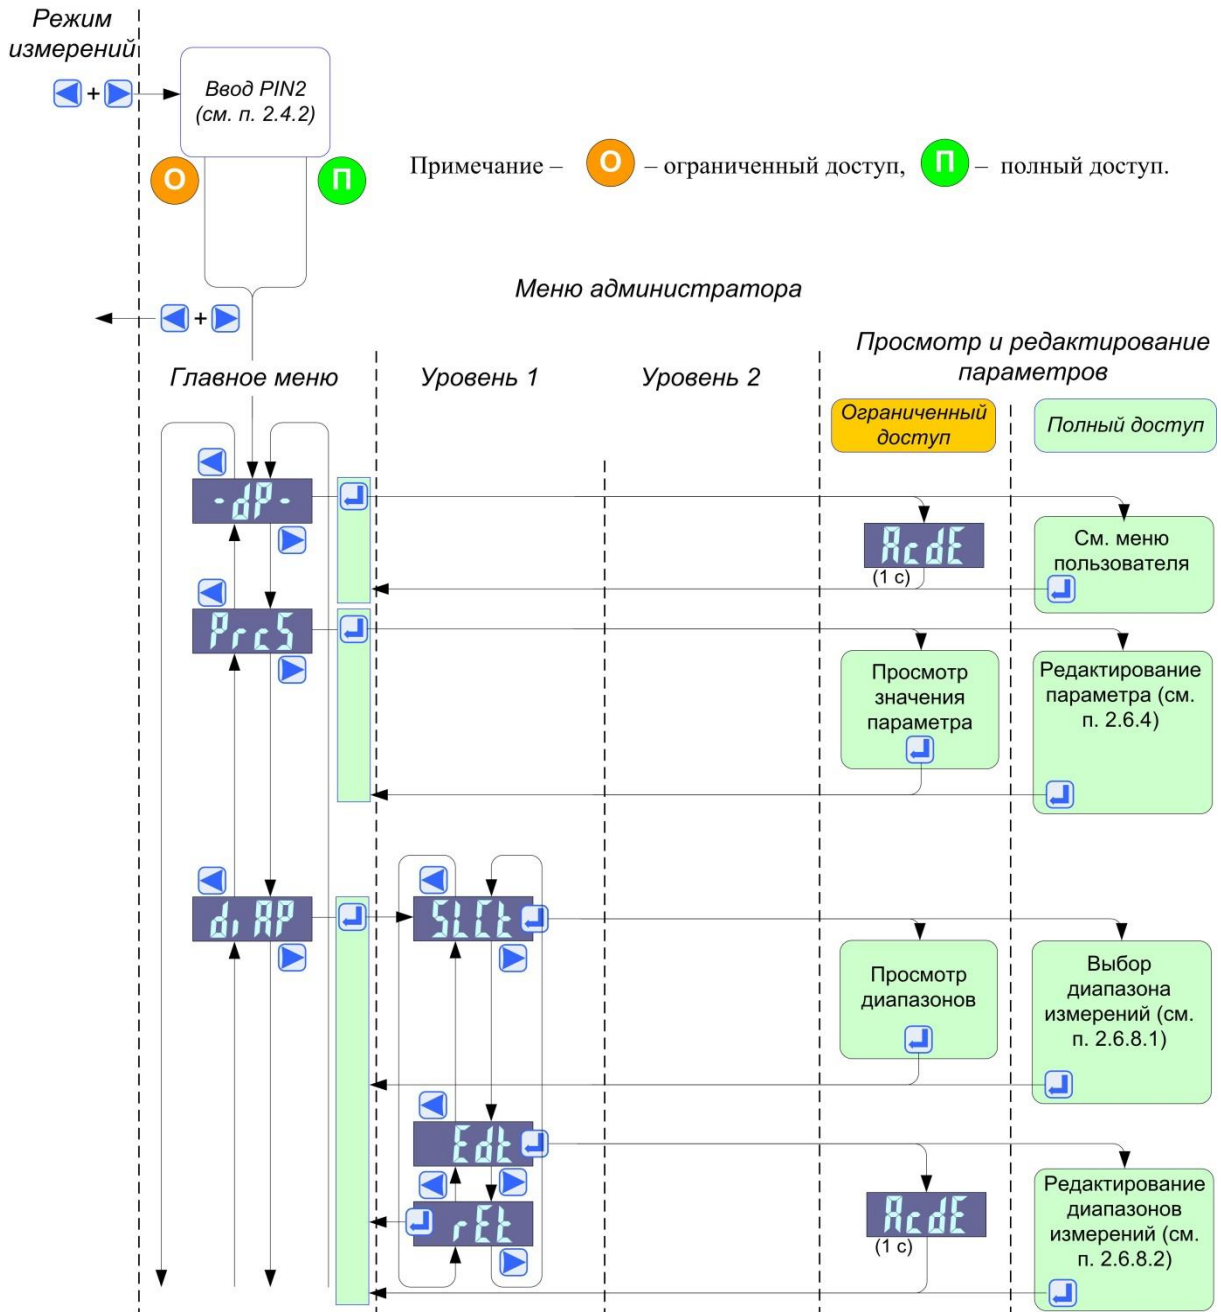 Режим
измерений
+
Ввод PIN2
(см. п. 2.4.2)
О
П
Примечание – О – ограниченный доступ, П – полный доступ.
+
Меню администратора
Просмотр и редактирование
параметров
Главное меню
Уровень 1
Уровень 2
Ограниченный
доступ
Полный доступ
-dP-
AcdE
(1 с)
См. меню
пользователя
PrcS
Просмотр
значения
параметра
Редактирование
параметра (см.
п. 2.6.4)
di AP
SLCt
Просмотр
диапазонов
Выбор
диапазона
измерений (см.
п. 2.6.8.1)
Edt
rEt
AcdE
(1 с)
Редактирование
диапазонов
измерений (см.
п. 2.6.8.2)